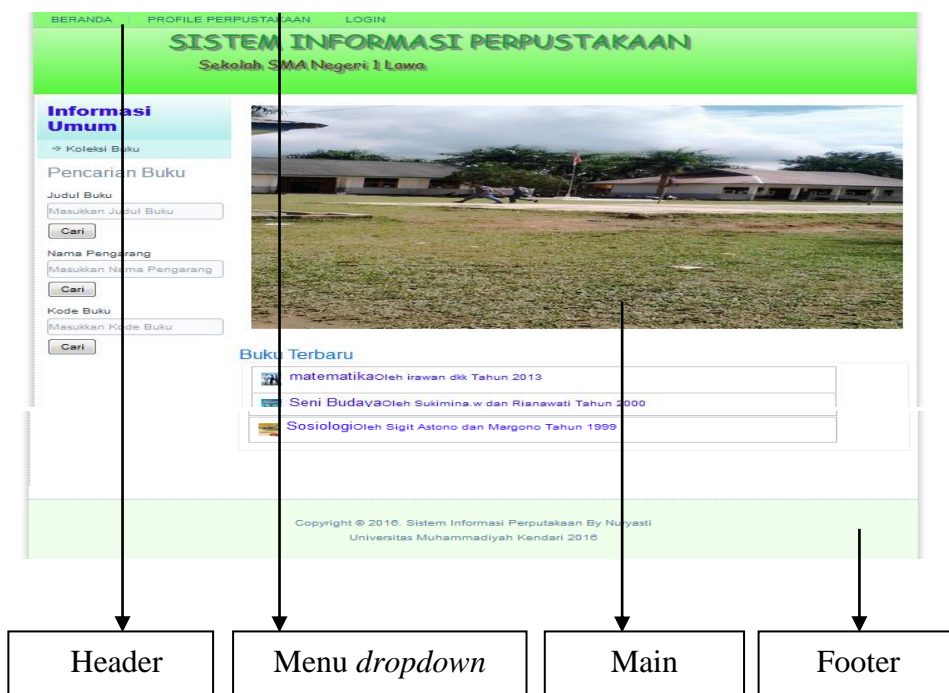 BERANDA PROFILE PERPUSTAKAAN LOGIN
SISTEM INFORMASI PERPUSTAKAAN
Sekolah SMA Negeri 1 Lawa
Informasi
Umum
Koleksi Buku
Pencarian Buku
Judul Buku
Masukkan Judul Buku
Cari
Nama Pengarang
Masukkan Nama Pengarang
Cari
Kode Buku
Masukkan Kode Buku
Cari
Buku Terbaru
matematikaOleh irawan dkk Tahun 2013
Seni BudayaOleh Sukimina.w dan Rianawati Tahun 2000
SosiologiOleh Sigit Astono dan Margono Tahun 1999
Copyright © 2016. Sistem Informasi Perputakaan By Nuryasti
Universitas Muhammadiyah Kendari 2016
Header Menu dropdown Main Footer